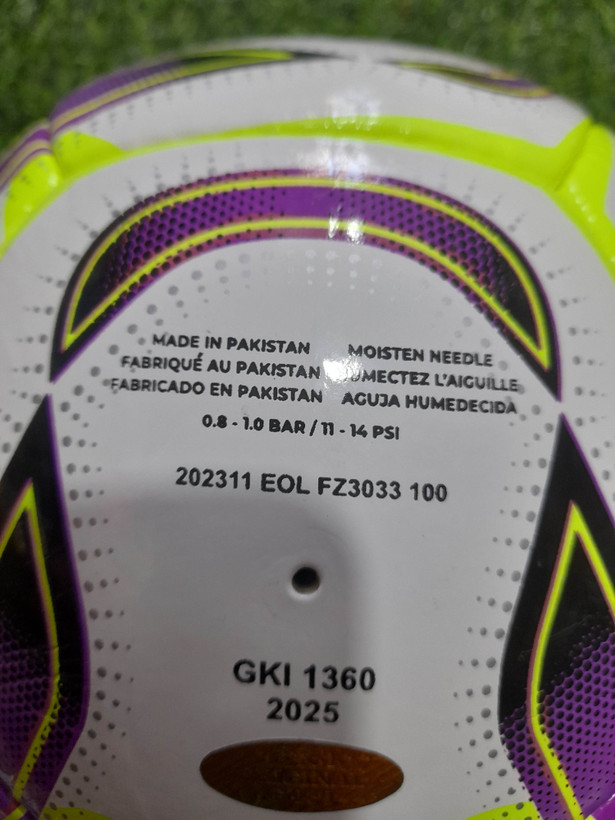 MADE IN PAKISTAN MOISTEN NEEDLE
FABRIQUÉ AU PAKISTAN L'AIGUILLE
FABRICADO EN PAKISTAN AGUJA HUMEDECIDA
0.8 - 1.0 BAR / 11 - 14 PSI
202311 EOL FZ3033 100
GKI 1360
2025